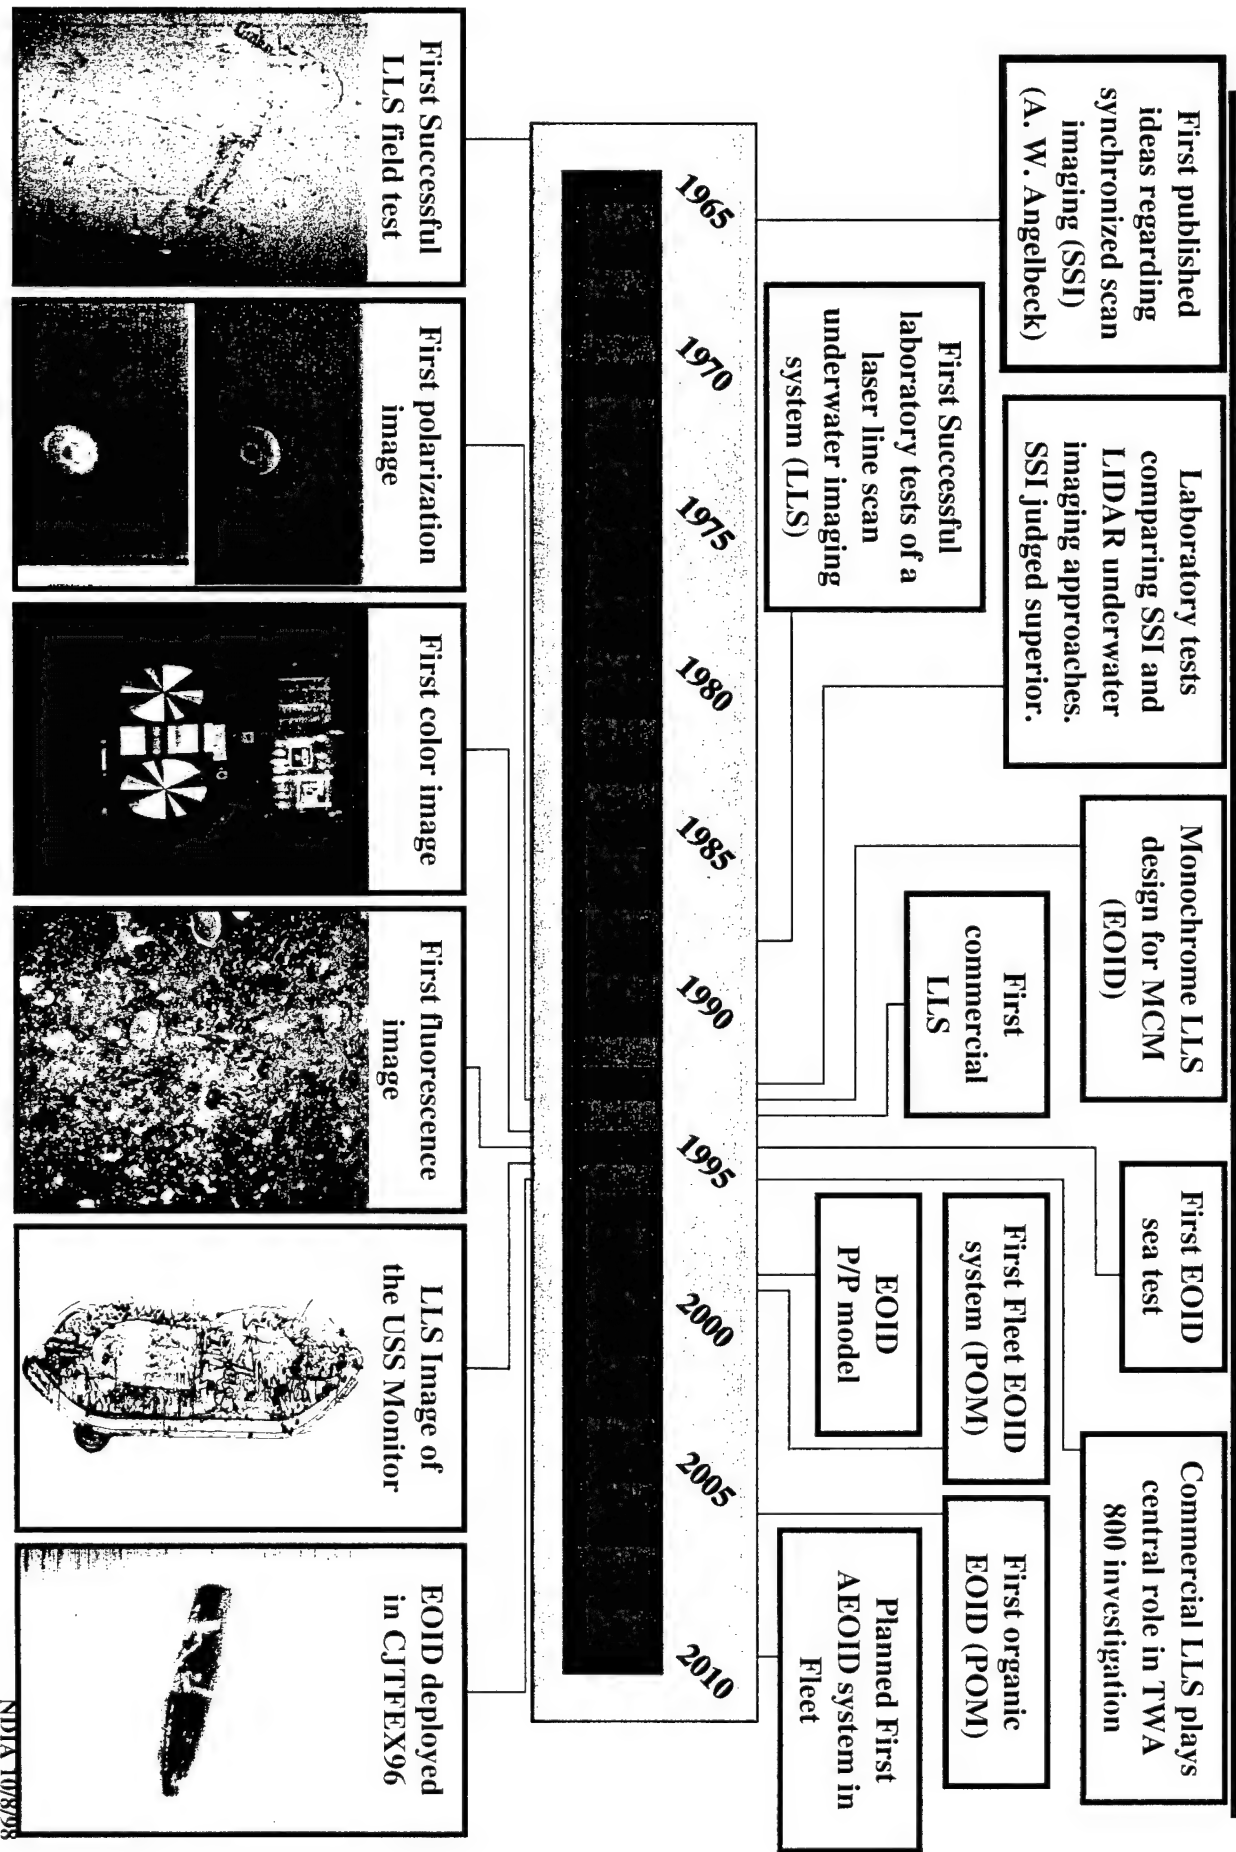 First published
ideas regarding
synchronized scan
imaging (SSI)
(A. W. Angelbeck)
Laboratory tests
comparing SSI and
LIDAR underwater
imaging approaches.
SSI judged superior.
Monochrome LLS
design for MCM
(EOID)
First EOID
sea test
Commercial LLS plays
central role in TWA
800 investigation
First Successful
laboratory tests of a
laser line scan
underwater imaging
system (LLS)
First
commercial
LLS
First Fleet EOID
system (POM)
First organic
EOID (POM)
EOID
P/P model
Planned First
AEOID system in
Fleet
1965
1970
1975
1980
1985
1990
1995
2000
2005
2010
First Successful
LLS field test
First polarization
image
First color image
First fluorescence
image
LLS Image of
the USS Monitor
EOID deployed
in CJTFEX96
NDIA 10/8/98